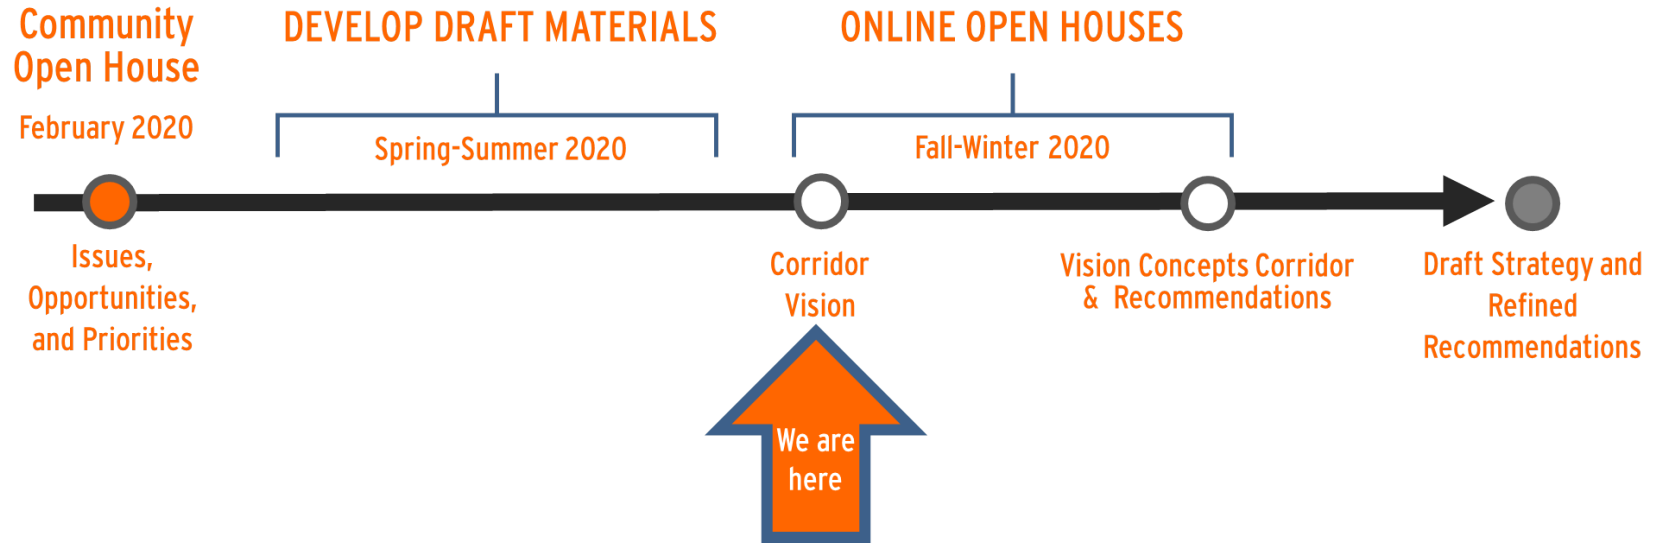 Community
Open House
February 2020
DEVELOP DRAFT MATERIALS
Spring-Summer 2020
ONLINE OPEN HOUSES
Fall-Winter 2020
Issues,
Opportunities,
and Priorities
Corridor
Vision
Vision Concepts Corridor
& Recommendations
Draft Strategy and
Refined
Recommendations
We are
here